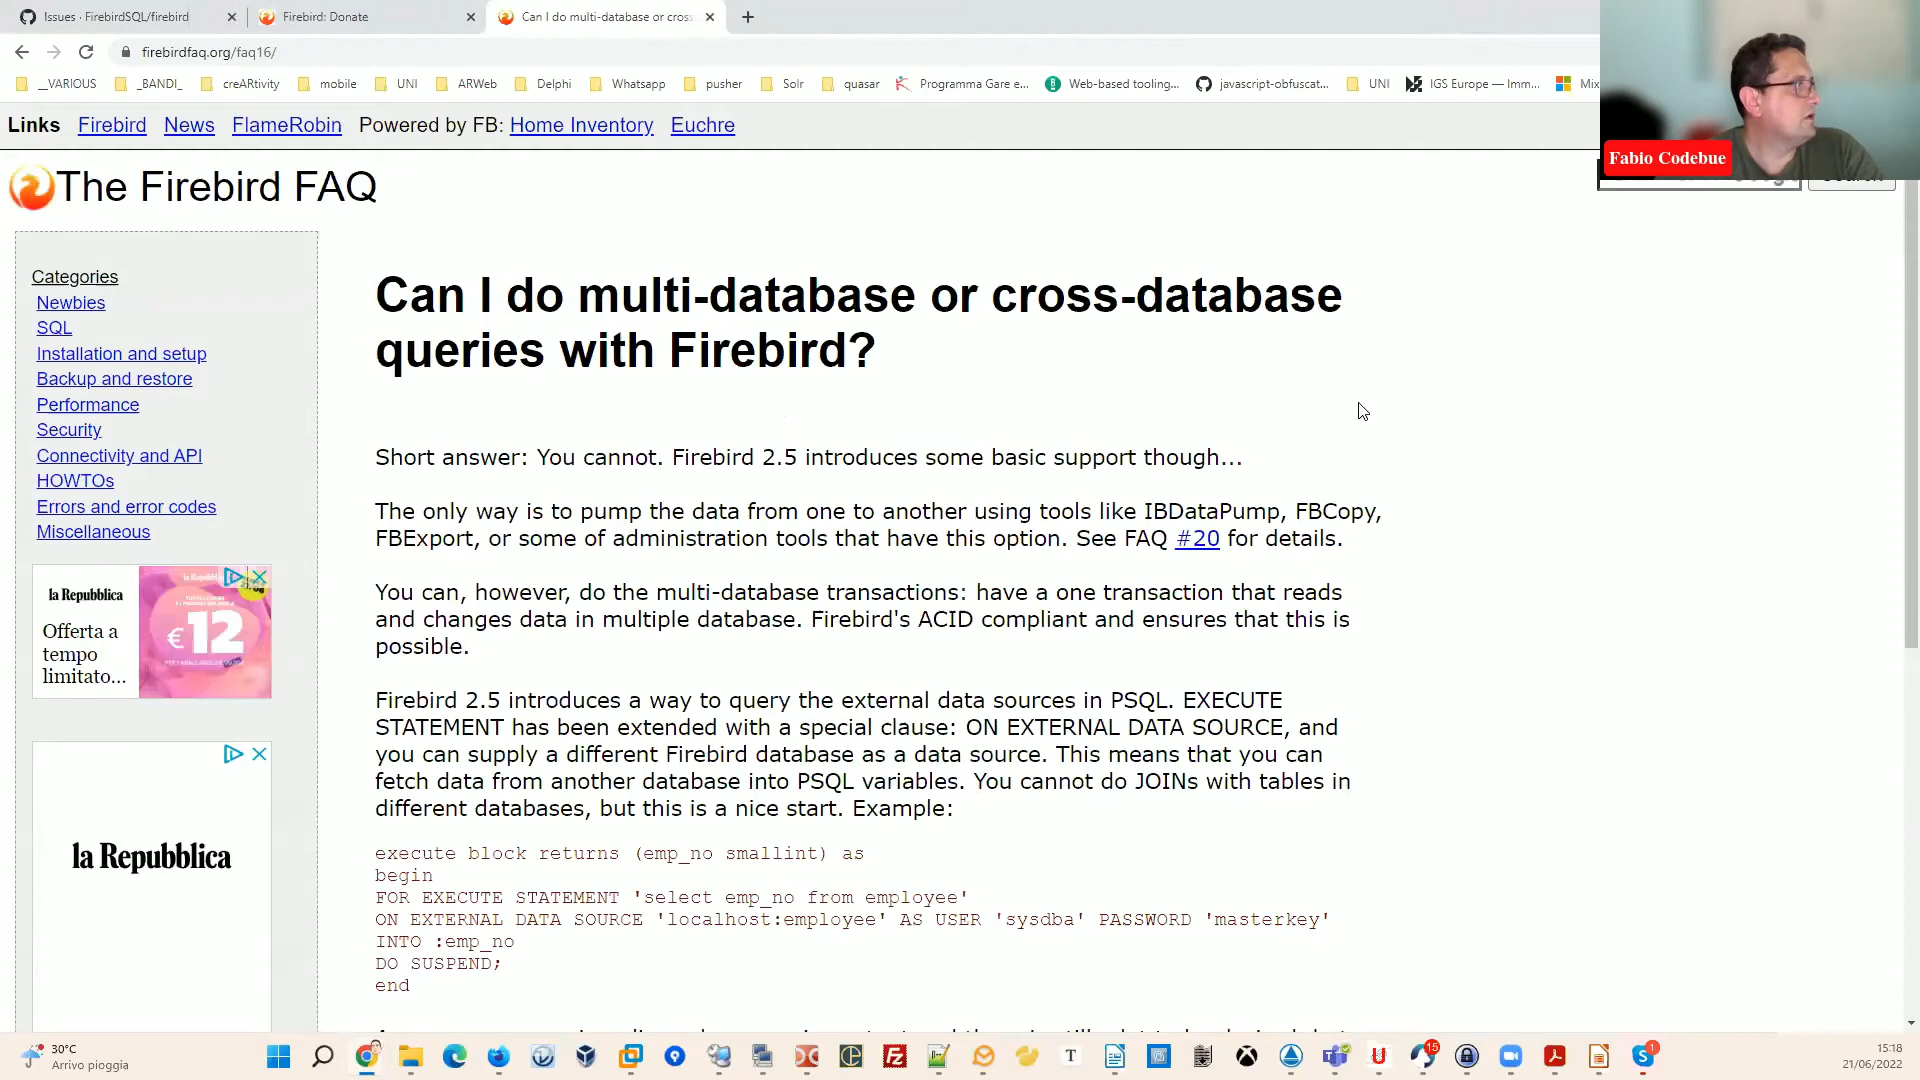 Issues · FirebirdSQL/firebird
Firebird: Donate
Can I do multi-database or cross
firebirdfaq.org/faq16/
__VARIOUS
_BANDI_
creARtivity
mobile
UNI
ARWeb
Delphi
Whatsapp
pusher
Solr
quasar
Programma Gare e...
Web-based tooling...
javascript-obfuscat...
UNI
IGS Europe — Imm...
Mix
Links Firebird News FlameRobin Powered by FB: Home Inventory Euchre
Fabio Codebue
The Firebird FAQ
Categories
Newbies
SQL
Installation and setup
Backup and restore
Performance
Security
Connectivity and API
HOWTOs
Errors and error codes
Miscellaneous
la Repubblica
Offerta a
tempo
limitato...
€12
la Repubblica
Can I do multi-database or cross-database
queries with Firebird?
Short answer: You cannot. Firebird 2.5 introduces some basic support though...
The only way is to pump the data from one to another using tools like IBDataPump, FBCopy,
FBExport, or some of administration tools that have this option. See FAQ #20 for details.
You can, however, do the multi-database transactions: have a one transaction that reads
and changes data in multiple database. Firebird's ACID compliant and ensures that this is
possible.
Firebird 2.5 introduces a way to query the external data sources in PSQL. EXECUTE
STATEMENT has been extended with a special clause: ON EXTERNAL DATA SOURCE, and
you can supply a different Firebird database as a data source. This means that you can
fetch data from another database into PSQL variables. You cannot do JOINs with tables in
different databases, but this is a nice start. Example:
execute block returns (emp_no smallint) as
begin
FOR EXECUTE STATEMENT 'select emp_no from employee'
ON EXTERNAL DATA SOURCE 'localhost:employee' AS USER 'sysdba' PASSWORD 'masterkey'
INTO :emp_no
DO SUSPEND;
end
30°C
Arrivo pioggia
15
1
15:18
21/06/2022